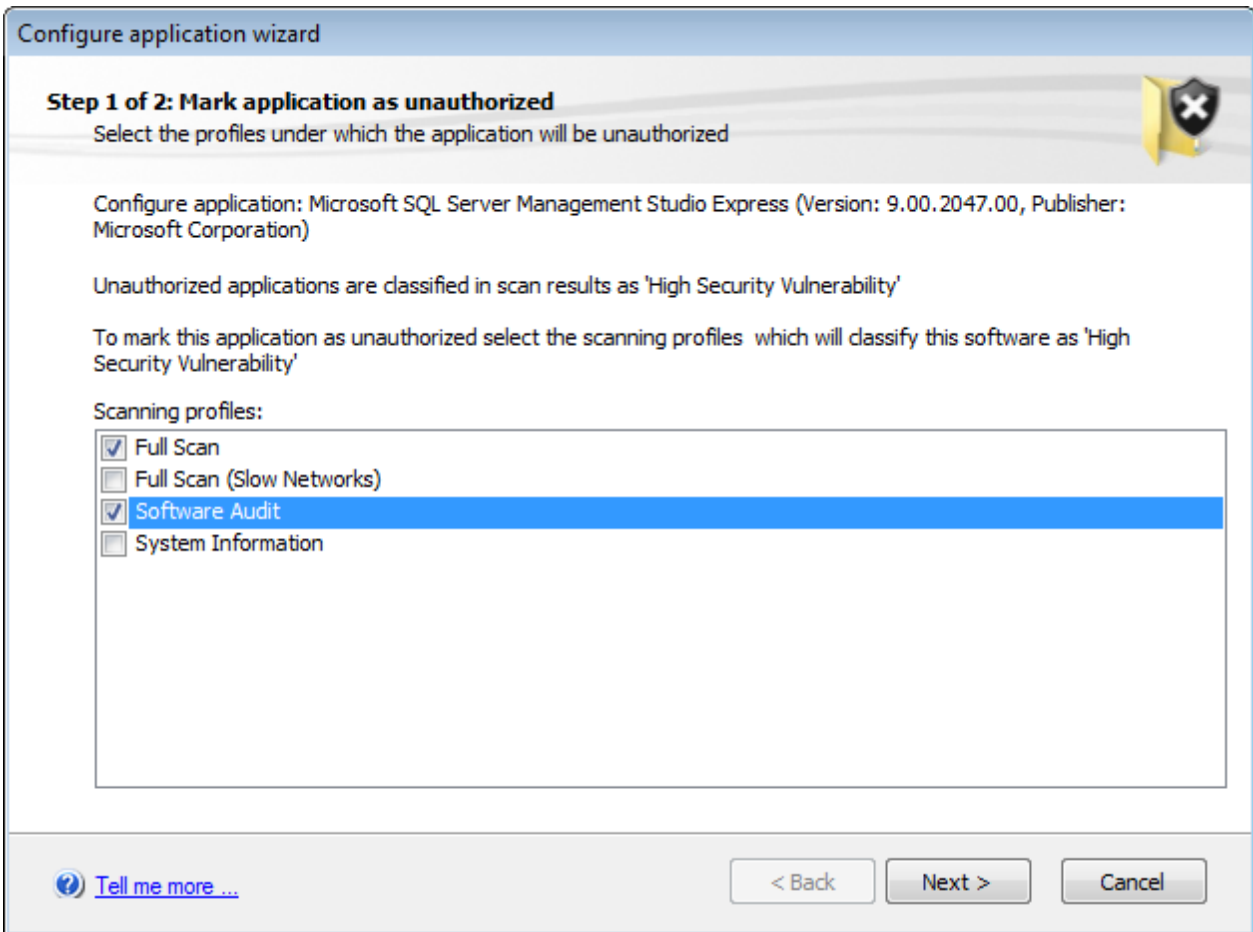 Configure application wizard
Step 1 of 2: Mark application as unauthorized
Select the profiles under which the application will be unauthorized
Configure application: Microsoft SQL Server Management Studio Express (Version: 9.00.2047.00, Publisher:
Microsoft Corporation)
Unauthorized applications are classified in scan results as 'High Security Vulnerability'
To mark this application as unauthorized select the scanning profiles  which will classify this software as 'High
Security Vulnerability'
Scanning profiles:
Full Scan
Full Scan (Slow Networks)
Software Audit
System Information
Tell me more ...
< Back
Next >
Cancel